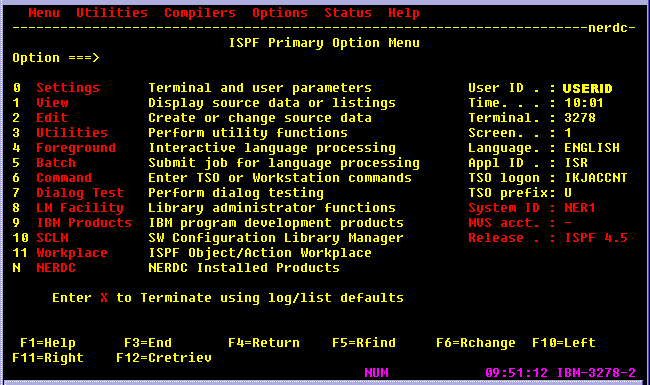 Menu Utilities Compilers Options Status Help
nerdc-
ISPF Primary Option Menu
Option ===>
0 Settings Terminal and user parameters User ID . : USERID
1 View Display source data or listings Time. . . : 10:01
2 Edit Create or change source data Terminal. : 3278
3 Utilities Perform utility functions Screen. . : 1
4 Foreground Interactive language processing Language. : ENGLISH
5 Batch Submit job for language processing Appl ID . : ISR
6 Command Enter TSO or Workstation commands TSO logon : IKJACCNT
7 Dialog Test Perform dialog testing TSO prefix: U
8 LM Facility Library administrator functions System ID : NER1
9 IBM Products IBM program development products MVS acct. : -
10 SCLM SW Configuration Library Manager Release . : ISPF 4.5
11 Workplace ISPF Object/Action Workplace
N NERDC NERDC Installed Products
Enter X to Terminate using log/list defaults
F1=Help F3=End F4=Return F5=Rfind F6=Rchange F10=Left
F11=Right F12=Cretriev
NUM 09:51:12 IBM-3278-2